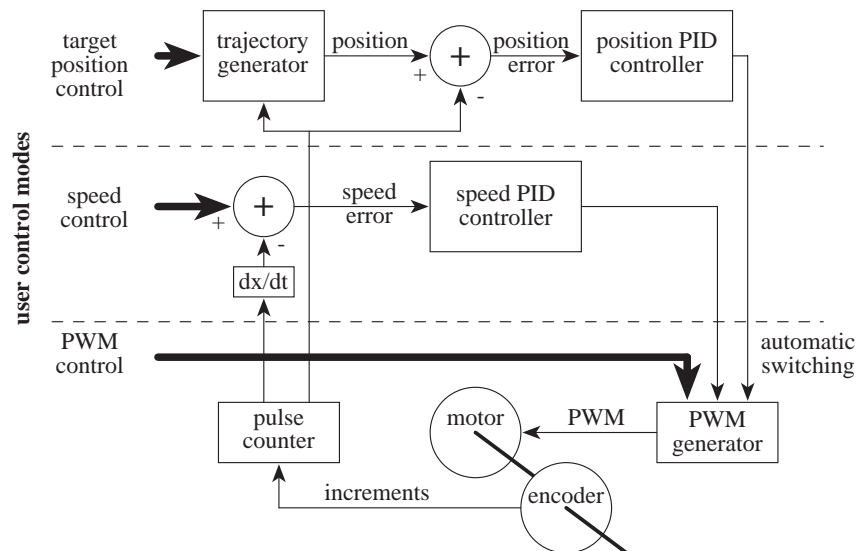 target
position
control
trajectory
generator
position
+
+
-
position
error
position PID
controller
user control modes
speed
control
+
+
-
speed
error
speed PID
controller
dx/dt
PWM
control
automatic
switching
pulse
counter
motor
PWM
PWM
generator
increments
encoder